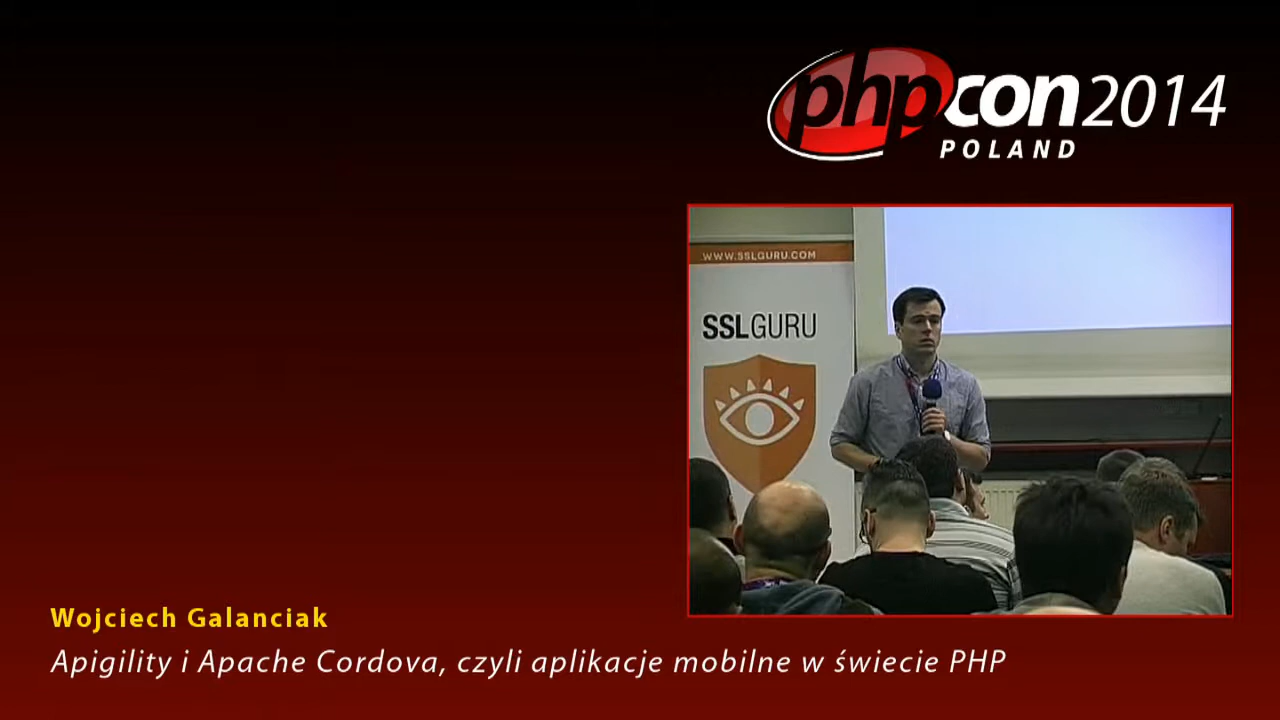 phpcon2014
POLAND
WWW.SSLGURU.COM
SSLGURU
Wojciech Galanciak
Apigility i Apache Cordova, czyli aplikacje mobilne w świecie PHP